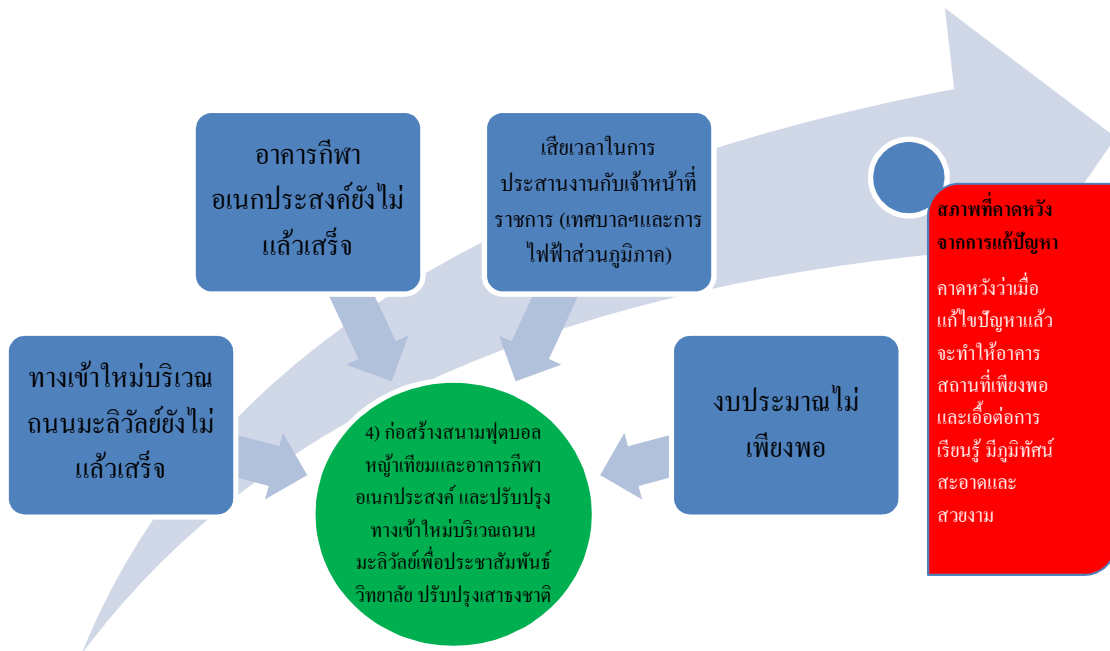 อาคารกีฬา
อเนกประสงค์ยังไม่
แล้วเสร็จ
เสียเวลาในการ
ประสานงานกับเจ้าหน้าที่
ราชการ (เทศบาลฯและการ
ไฟฟ้าส่วนภูมิภาค)
ทางเข้าใหม่บริเวณ
ถนนมะลิวัลย์ยังไม่
แล้วเสร็จ
งบประมาณไม่
เพียงพอ
4) ก่อสร้างสนามฟุตบอล
หญ้าเทียมและอาคารกีฬา
อเนกประสงค์ และปรับปรุง
ทางเข้าใหม่บริเวณถนน
มะลิวัลย์เพื่อประชาสัมพันธ์
วิทยาลัย ปรับปรุงเสาธงชาติ
สภาพที่คาดหวัง
จากการแก้ปัญหา
คาดหวังว่าเมื่อ
แก้ไขปัญหาแล้ว
จะทำให้อาคาร
สถานที่เพียงพอ
และเอื้อต่อการ
เรียนรู้ มีภูมิทัศน์
สะอาดและ
สวยงาม